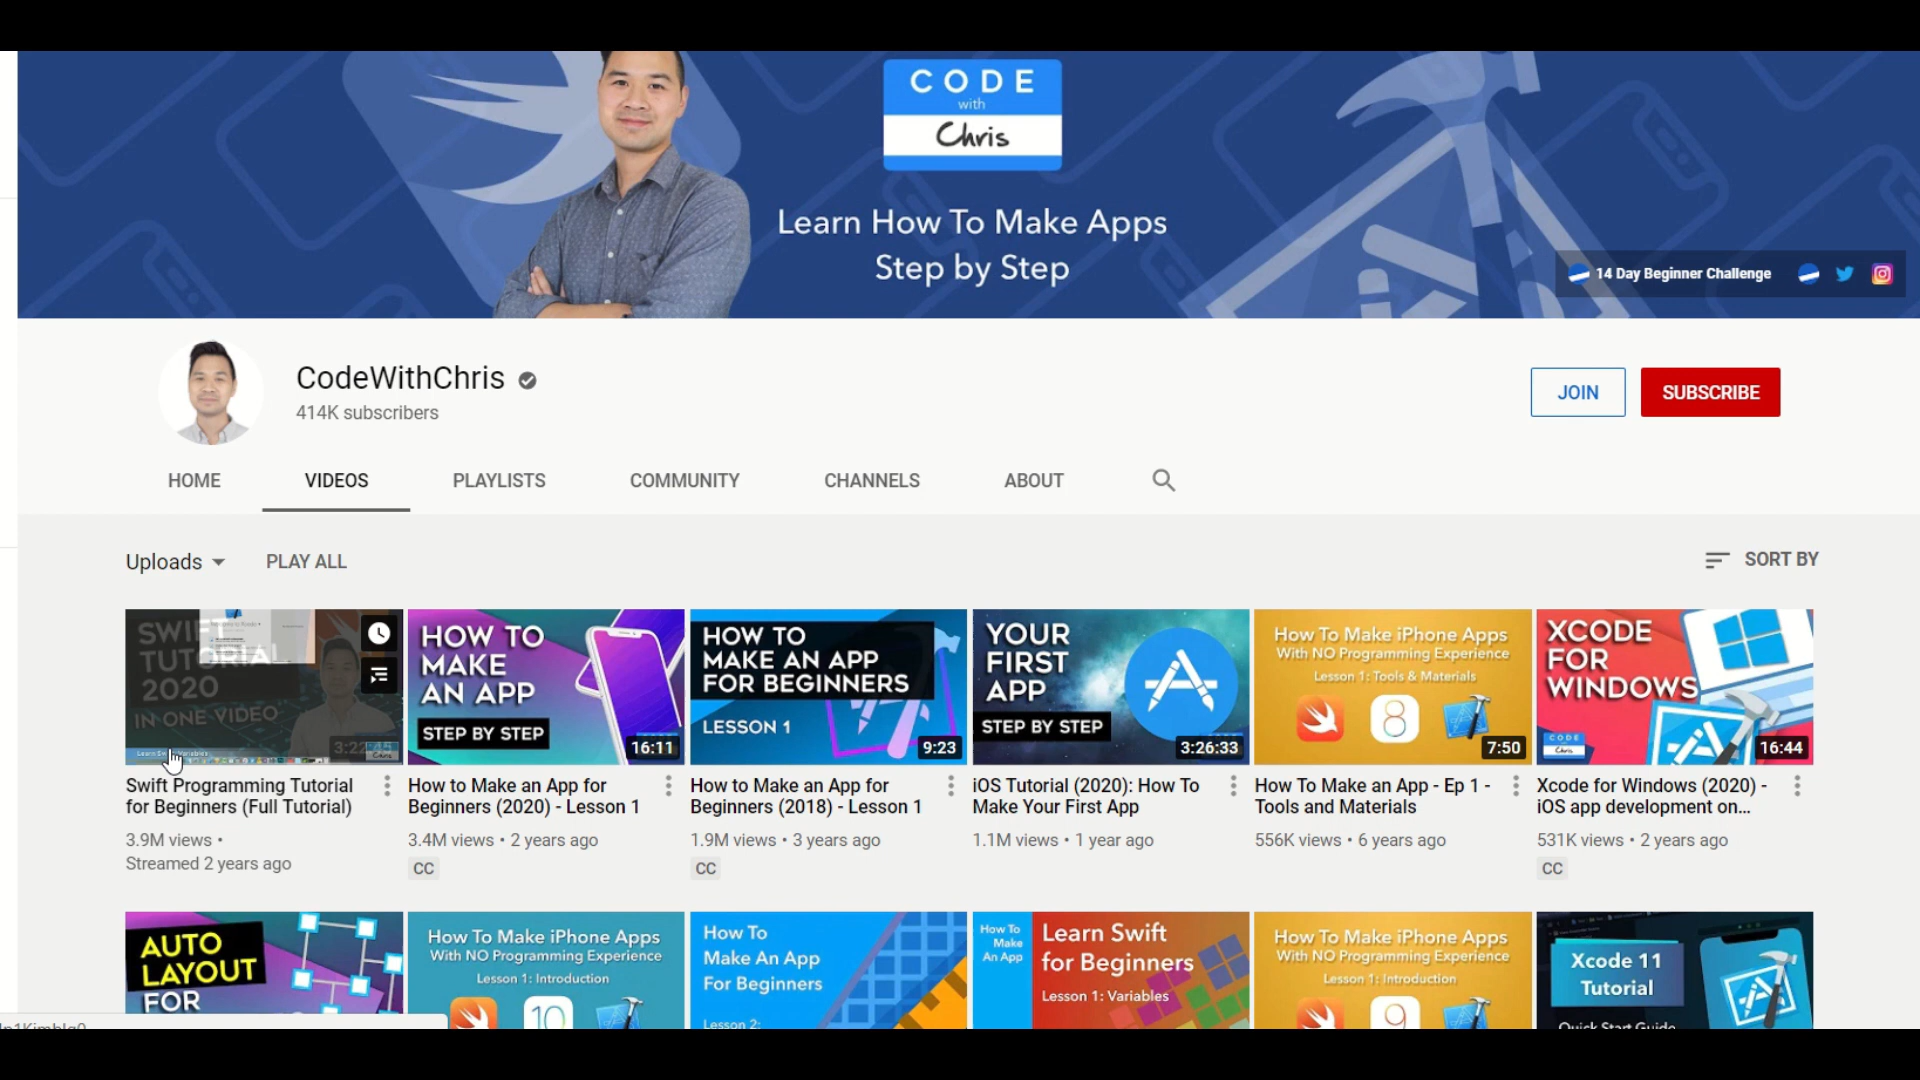 CODE
with
Chris
Learn How To Make Apps
Step by Step
14 Day Beginner Challenge
CodeWithChris
414K subscribers
JOIN
SUBSCRIBE
HOME
VIDEOS
PLAYLISTS
COMMUNITY
CHANNELS
ABOUT
Uploads
PLAY ALL
SORT BY
SWIFT
TUTORIAL
2020
IN ONE VIDEO
HOW TO
MAKE
AN APP
STEP BY STEP
16:11
HOW TO
MAKE AN APP
FOR BEGINNERS
LESSON 1
9:23
YOUR
FIRST
APP
STEP BY STEP
3:26:33
How To Make iPhone Apps
With NO Programming Experience
Lesson 1: Tools & Materials
8
7:50
XCODE
FOR
WINDOWS
CODE
Chris
16:44
Swift Programming Tutorial
for Beginners (Full Tutorial)
3.9M views •
Streamed 2 years ago
How to Make an App for
Beginners (2020) - Lesson 1
3.4M views • 2 years ago
CC
How to Make an App for
Beginners (2018) - Lesson 1
1.9M views • 3 years ago
CC
iOS Tutorial (2020): How To
Make Your First App
1.1M views • 1 year ago
How To Make an App - Ep 1 -
Tools and Materials
556K views • 6 years ago
Xcode for Windows (2020) -
iOS app development on...
531K views • 2 years ago
CC
AUTO
LAYOUT
FOR
How To Make iPhone Apps
With NO Programming Experience
Lesson 1: Introduction
10
How To
Make An App
For Beginners
Lesson 2:
How To
Make
An App
Learn Swift
for Beginners
Lesson 1: Variables
How To Make iPhone Apps
With NO Programming Experience
Lesson 1: Introduction
9
Xcode 11
Tutorial
Quick Start Guide